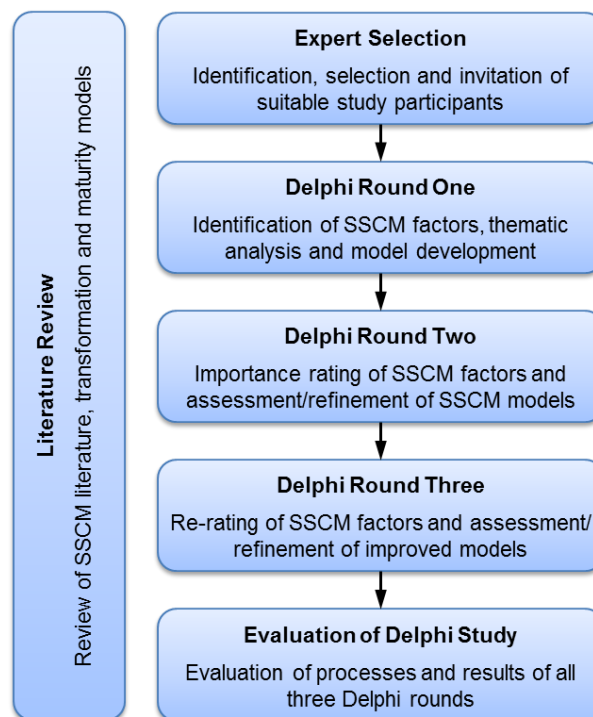 Literature Review
Review of SSCM literature, transformation and maturity models
Expert Selection
Identification, selection and invitation of
suitable study participants
Delphi Round One
Identification of SSCM factors, thematic
analysis and model development
Delphi Round Two
Importance rating of SSCM factors and
assessment/refinement of SSCM models
Delphi Round Three
Re-rating of SSCM factors and assessment/
refinement of improved models
Evaluation of Delphi Study
Evaluation of processes and results of all
three Delphi rounds